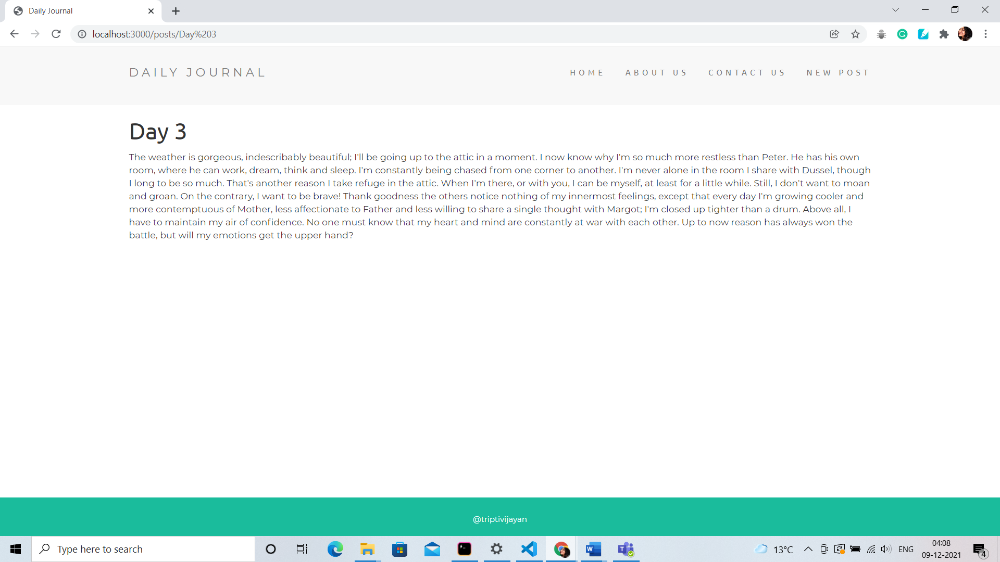 Daily Journal
localhost:3000/posts/Day%203
DAILY JOURNAL
HOME ABOUT US CONTACT US NEW POST
Day 3
The weather is gorgeous, indescribably beautiful; I'll be going up to the attic in a moment. I now know why I'm so much more restless than Peter. He has his own
room, where he can work, dream, think and sleep. I'm constantly being chased from one corner to another. I'm never alone in the room I share with Dussel, though
I long to be so much. That's another reason I take refuge in the attic. When I'm there, or with you, I can be myself, at least for a little while. Still, I don't want to moan
and groan. On the contrary, I want to be brave! Thank goodness the others notice nothing of my innermost feelings, except that every day I'm growing cooler and
more contemptuous of Mother, less affectionate to Father and less willing to share a single thought with Margot; I'm closed up tighter than a drum. Above all, I
have to maintain my air of confidence. No one must know that my heart and mind are constantly at war with each other. Up to now reason has always won the
battle, but will my emotions get the upper hand?
@triptivijayan
Type here to search
13°C
ENG
04:08
09-12-2021
4